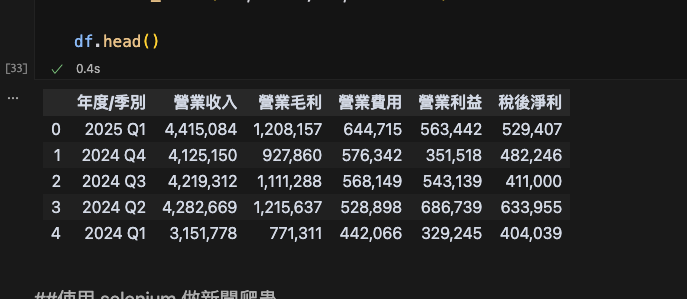 df.head()
[33]
0.4s
...
年度/季別 營業收入 營業毛利 營業費用 營業利益 稅後淨利
0 2025 Q1 4,415,084 1,208,157 644,715 563,442 529,407
1 2024 Q4 4,125,150 927,860 576,342 351,518 482,246
2 2024 Q3 4,219,312 1,111,288 568,149 543,139 411,000
3 2024 Q2 4,282,669 1,215,637 528,898 686,739 633,955
4 2024 Q1 3,151,778 771,311 442,066 329,245 404,039
##使用 selenium 做新聞爬蟲